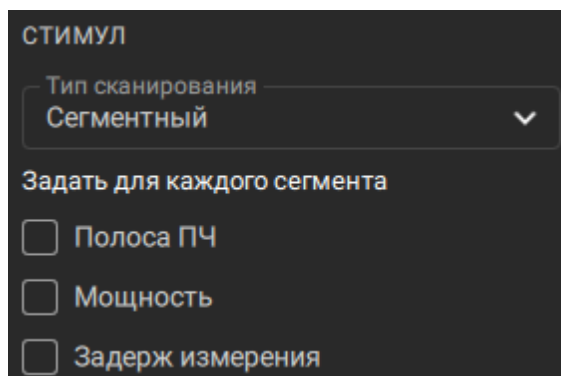 СТИМУЛ
Тип сканирования
Сегментный
Задать для каждого сегмента
Полоса ПЧ
Мощность
Задерж измерения